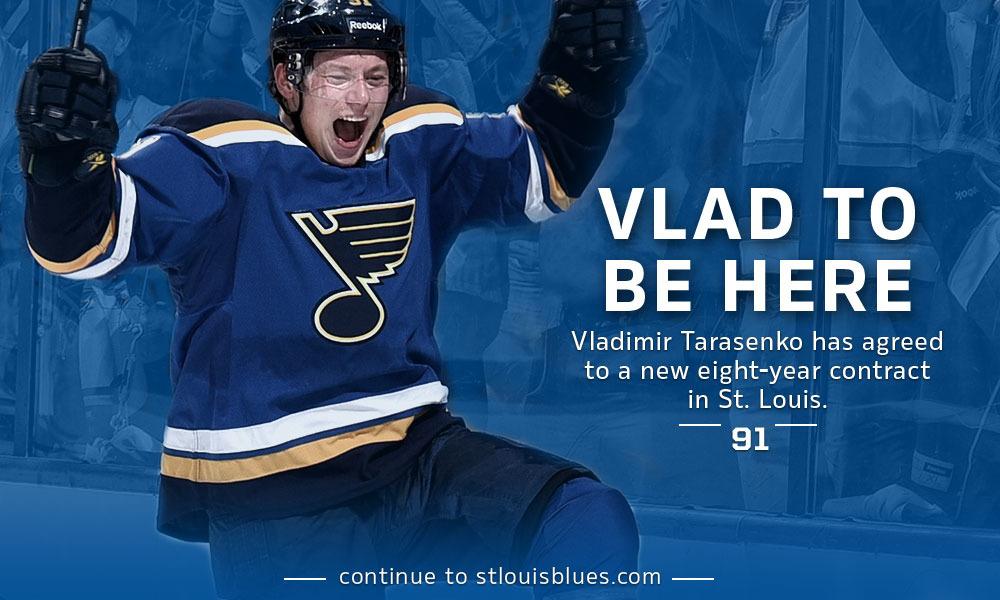 91
Reebok
VLAD TO
BE HERE
Vladimir Tarasenko has agreed
to a new eight-year contract
in St. Louis.
91
continue to stlouisblues.com